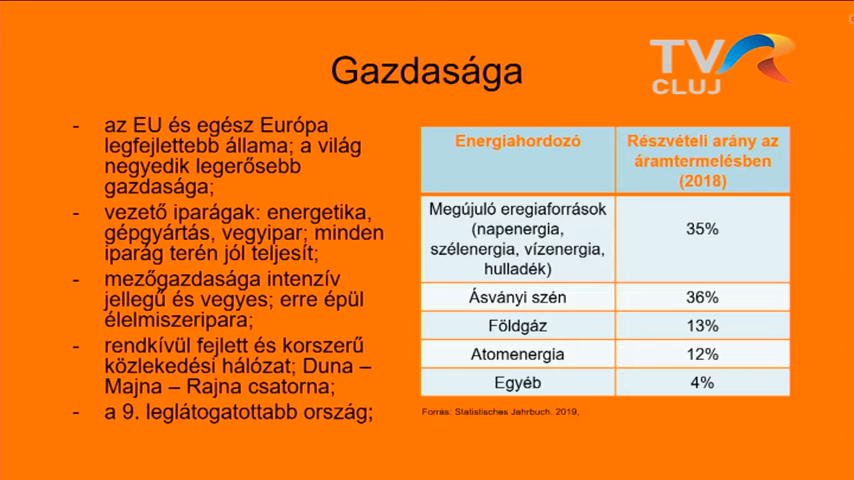 TVR
CLUJ
Gazdasága
- az EU és egész Európa
legfejlettebb állama; a világ
negyedik legerősebb
gazdasága;
- vezető iparágak: energetika,
gépgyártás, vegyipar; minden
iparág terén jól teljesít;
- mezőgazdasága intenzív
jellegű és vegyes; erre épül
élelmiszeripara;
- rendkívül fejlett és korszerű
közlekedési hálózat; Duna –
Majna – Rajna csatorna;
- a 9. leglátogatottabb ország;
Energiahordozó
Részvételi arány az
áramtermelésben
(2018)
Megújuló eregiaforrások
(napenergia,
szélenergia, vízenergia,
hulladék)
35%
Ásványi szén
36%
Földgáz
13%
Atomenergia
12%
Egyéb
4%
Forrás: Statistisches Jahrbuch. 2019,